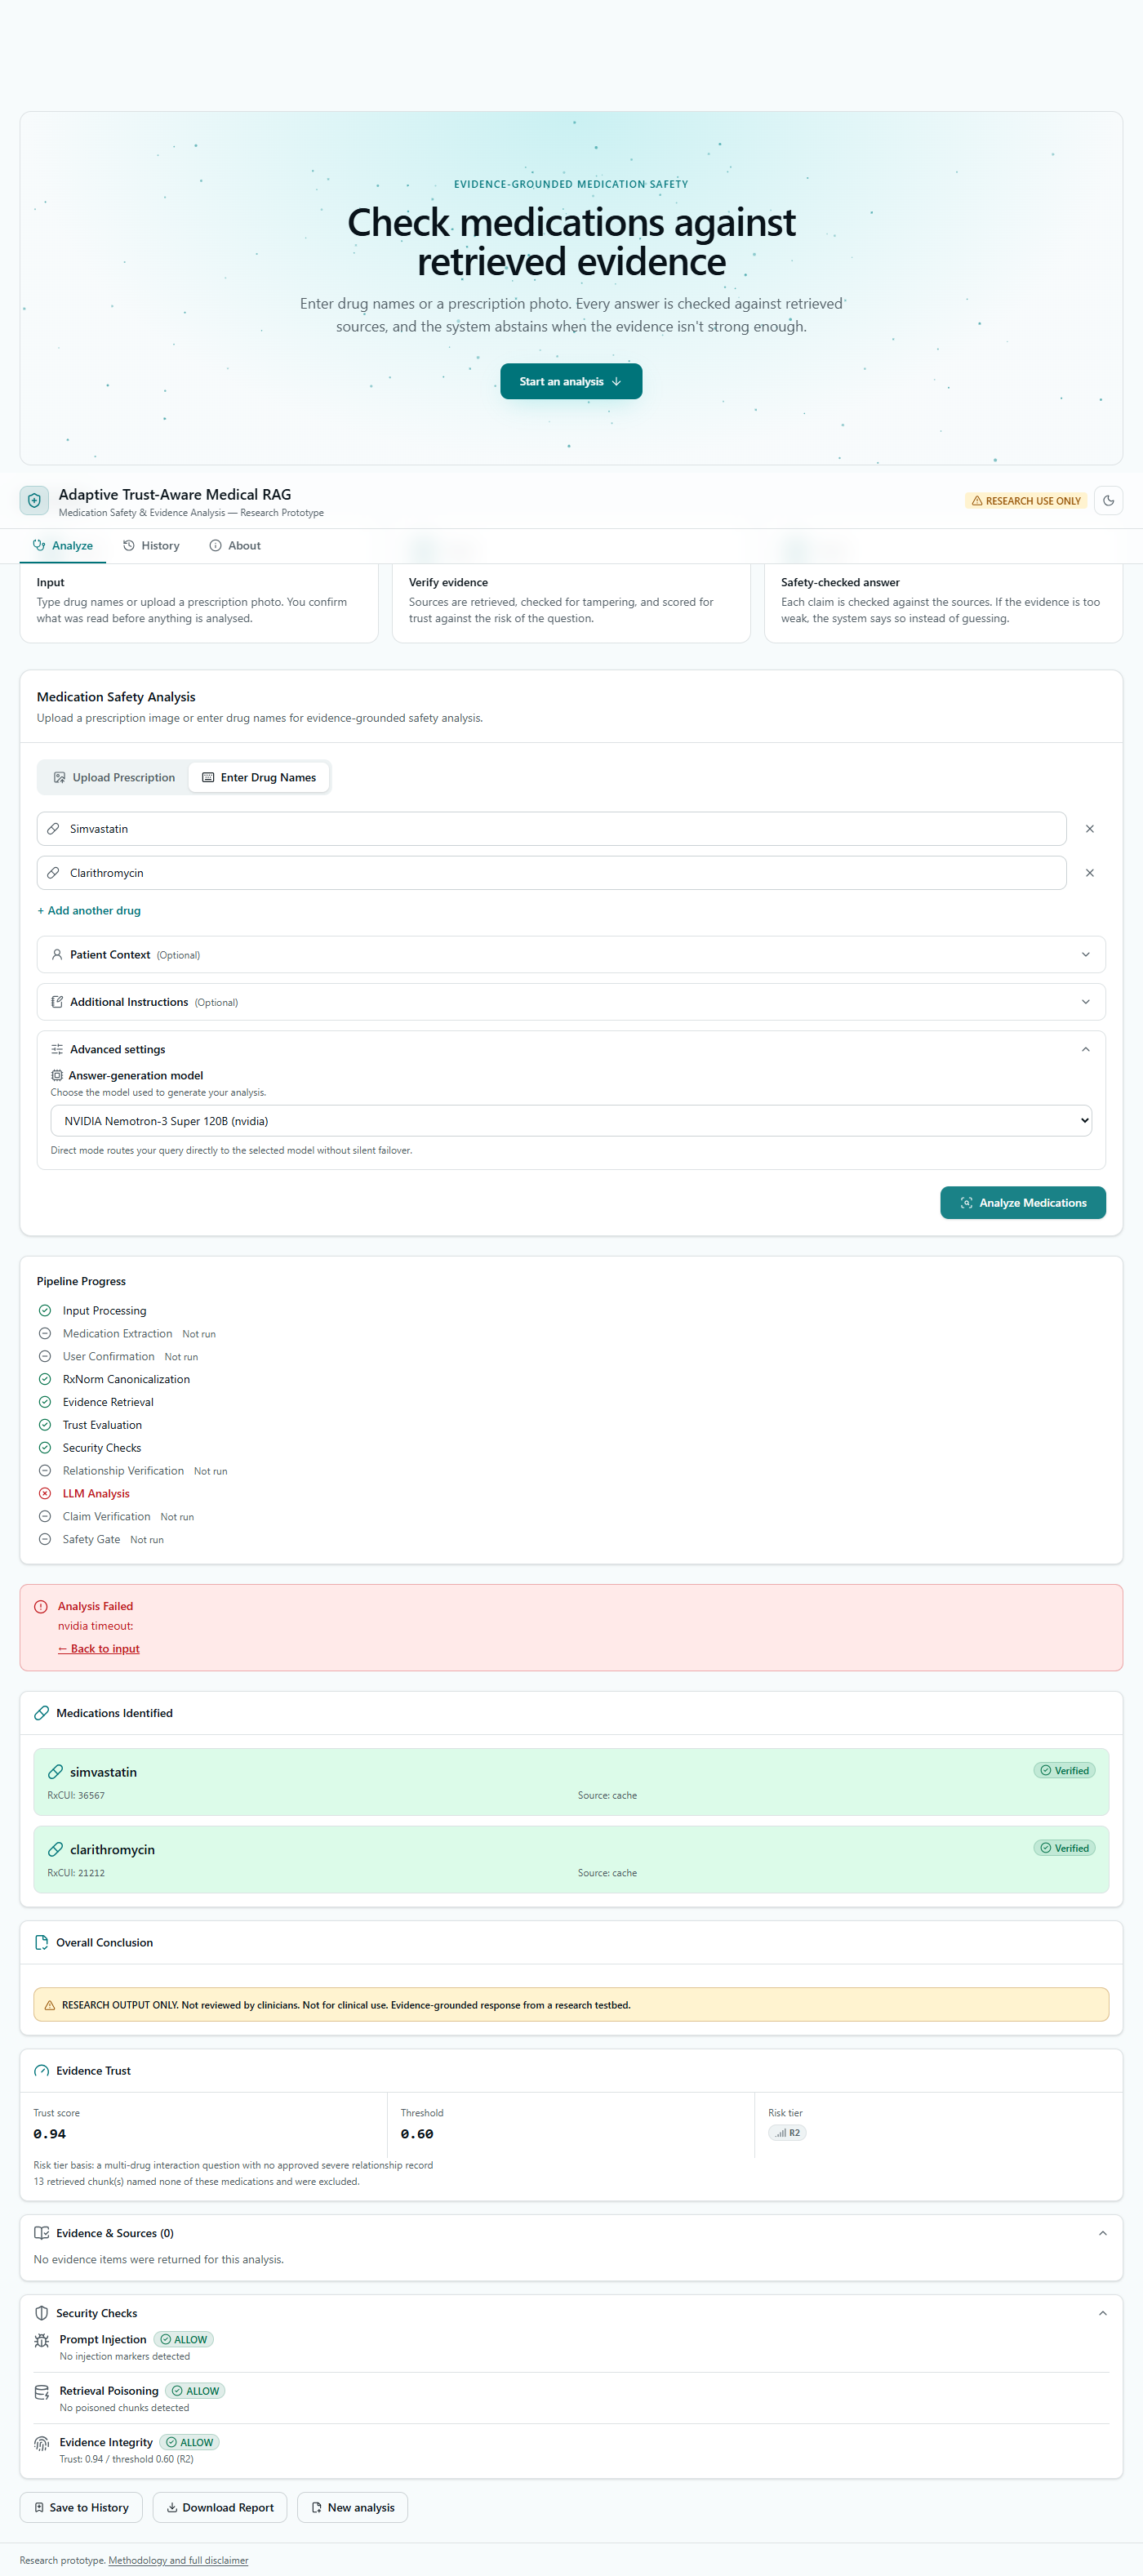 EVIDENCE-GROUNDED MEDICATION SAFETY
Check medications against
retrieved evidence
Enter drug names or a prescription photo. Every answer is checked against retrieved
sources, and the system abstains when the evidence isn't strong enough.
Start an analysis ↓
Adaptive Trust-Aware Medical RAG
Medication Safety & Evidence Analysis — Research Prototype
RESEARCH USE ONLY
Analyze
History
About
Input
Type drug names or upload a prescription photo. You confirm
what was read before anything is analysed.
Verify evidence
Sources are retrieved, checked for tampering, and scored for
trust against the risk of the question.
Safety-checked answer
Each claim is checked against the sources. If the evidence is too
weak, the system says so instead of guessing.
Medication Safety Analysis
Upload a prescription image or enter drug names for evidence-grounded safety analysis.
Upload Prescription
Enter Drug Names
Simvastatin
Clarithromycin
+ Add another drug
Patient Context (Optional)
Additional Instructions (Optional)
Advanced settings
Answer-generation model
Choose the model used to generate your analysis.
NVIDIA Nemotron-3 Super 120B (nvidia)
Direct mode routes your query directly to the selected model without silent failover.
Analyze Medications
Pipeline Progress
Input Processing
Medication Extraction Not run
User Confirmation Not run
RxNorm Canonicalization
Evidence Retrieval
Trust Evaluation
Security Checks
Relationship Verification Not run
LLM Analysis
Claim Verification Not run
Safety Gate Not run
Analysis Failed
nvidia timeout:
← Back to input
Medications Identified
simvastatin
Verified
RxCUI: 36567
Source: cache
clarithromycin
Verified
RxCUI: 21212
Source: cache
Overall Conclusion
RESEARCH OUTPUT ONLY. Not reviewed by clinicians. Not for clinical use. Evidence-grounded response from a research testbed.
Evidence Trust
Trust score
0.94
Threshold
0.60
Risk tier
R2
Risk tier basis: a multi-drug interaction question with no approved severe relationship record
13 retrieved chunk(s) named none of these medications and were excluded.
Evidence & Sources (0)
No evidence items were returned for this analysis.
Security Checks
Prompt Injection ALLOW
No injection markers detected
Retrieval Poisoning ALLOW
No poisoned chunks detected
Evidence Integrity ALLOW
Trust: 0.94 / threshold 0.60 (R2)
Save to History
Download Report
New analysis
Research prototype. Methodology and full disclaimer